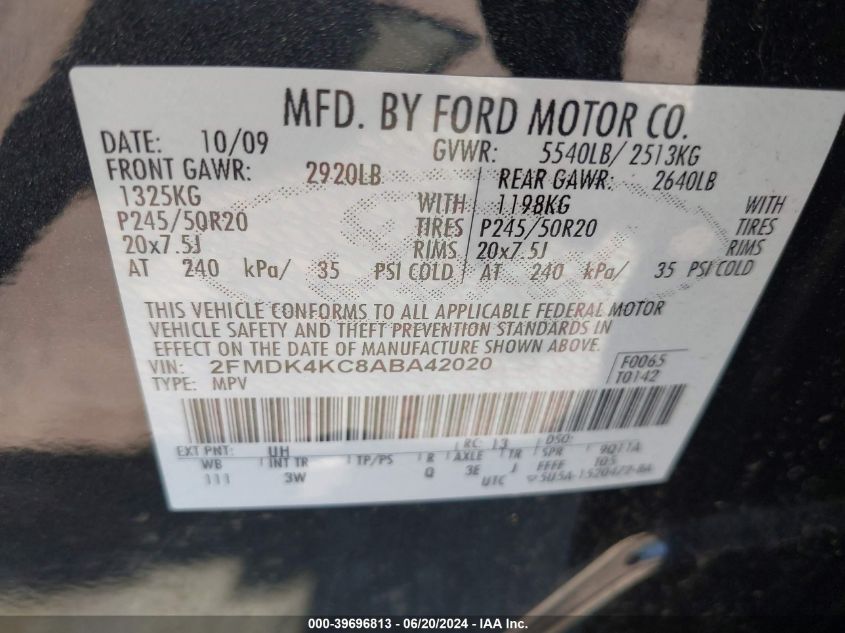 MFD. BY FORD MOTOR CO.
DATE: 10/09 GVWR: 5540LB/ 2513KG
FRONT GAWR: 2920LB REAR GAWR: 2640LB
1325KG WITH 1198KG WITH
P245/50R20 TIRES P245/50R20 TIRES
20x7.5J RIMS 20x7.5J RIMS
AT 240 kPa/ 35 PSI COLD AT 240 kPa/ 35 PSI COLD
THIS VEHICLE CONFORMS TO ALL APPLICABLE FEDERAL MOTOR
VEHICLE SAFETY AND THEFT PREVENTION STANDARDS IN
EFFECT ON THE DATE OF MANUFACTURE SHOWN ABOVE.
VIN: 2FMDK4KC8ABA42020 F0065
TYPE: MPV T0142
EXT PNT: UH RC: 13 DSO: 9Q11A
WB INT TR TP/PS R AXLE TR SPR
111 3W Q 3E J FFFF
UTC
000-39696813 - 06/20/2024 - IAAI.com